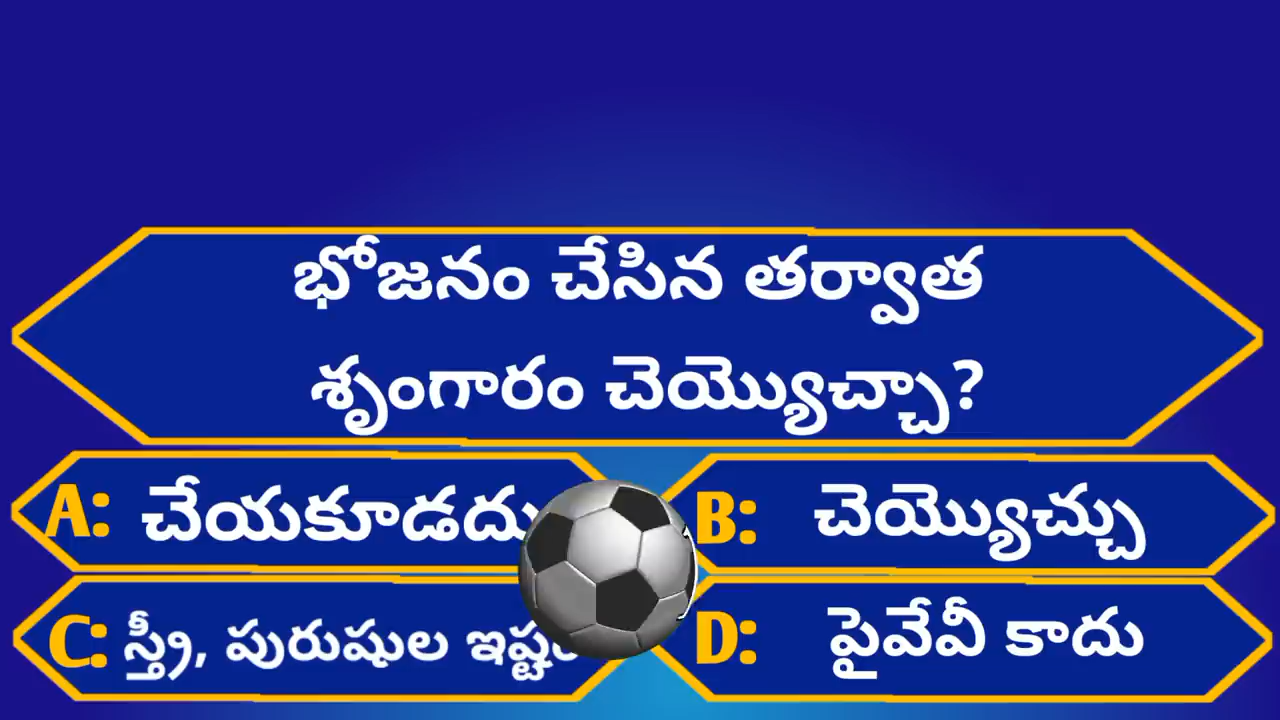 భోజనం చేసిన తర్వాత
శృంగారం చెయ్యొచ్చా?
A: చేయకూడదు
B: చెయ్యొచ్చు
C: స్త్రీ, పురుషుల ఇష్టం
D: పైవేవీ కాదు